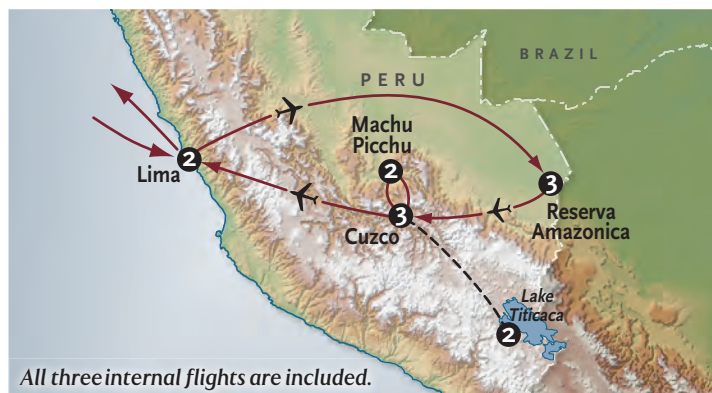 BRAZIL
PERU
Machu
Picchu
2
2
Lima
3
Reserva
Amazonica
3
Cuzco
Lake
Titicaca
2
All three internal flights are included.